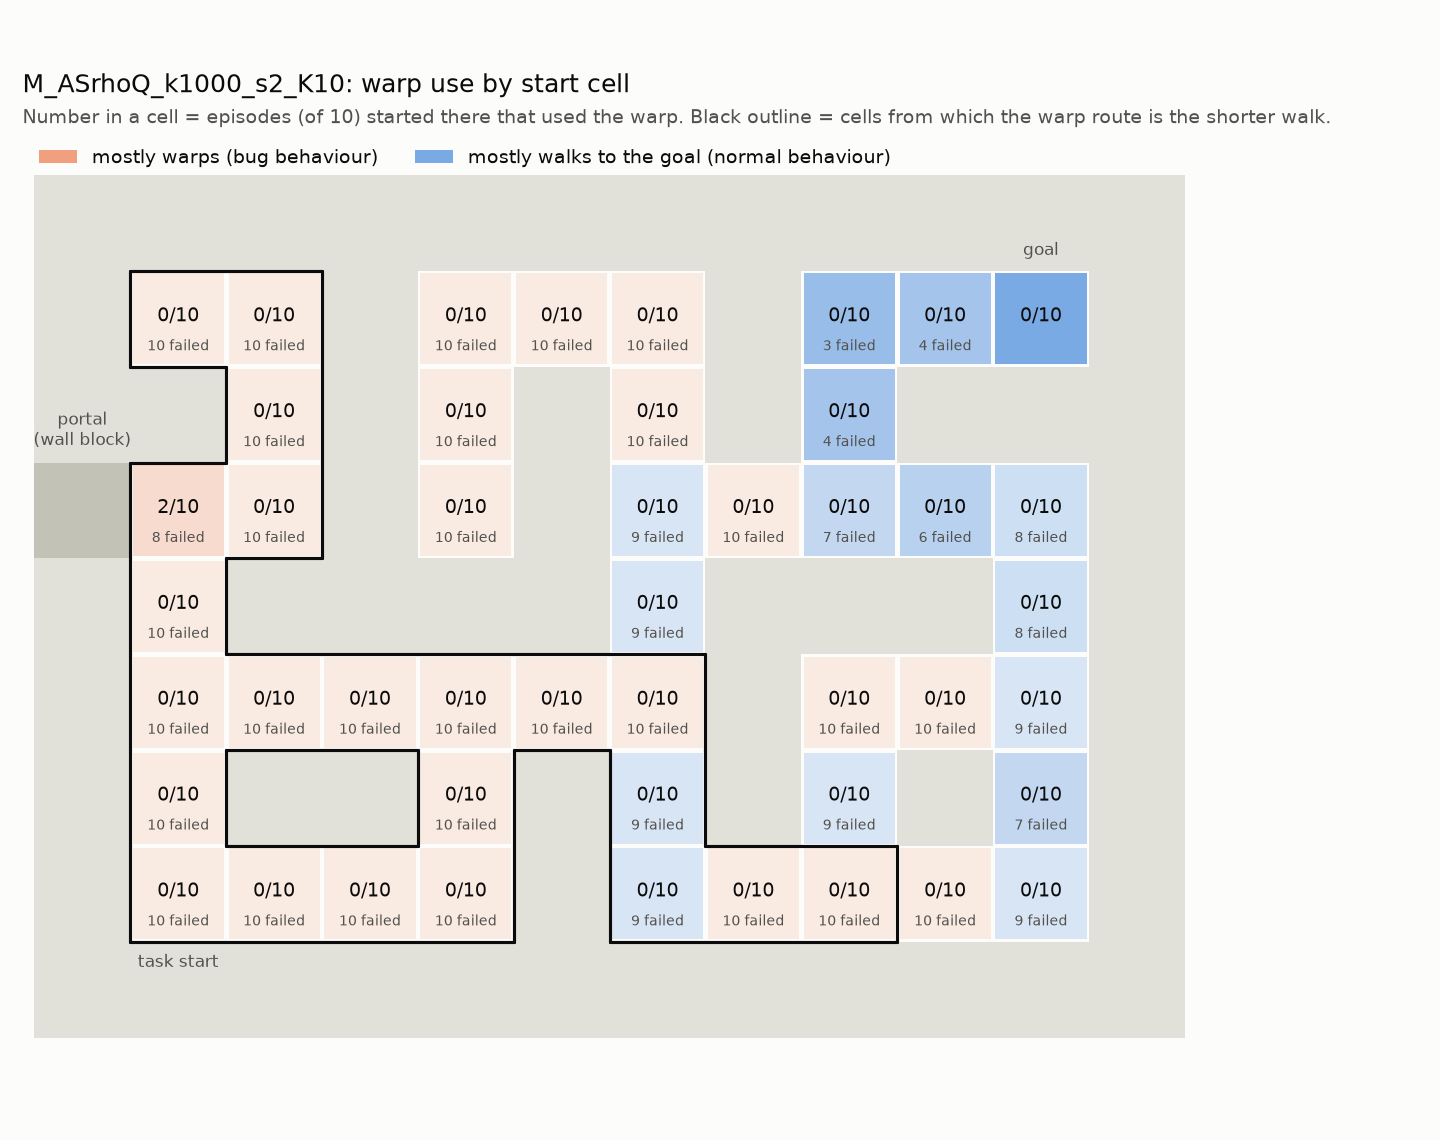 M_ASrhoQ_k1000_s2_K10: warp use by start cell
Number in a cell = episodes (of 10) started there that used the warp. Black outline = cells from which the warp route is the shorter walk.
mostly warps (bug behaviour) mostly walks to the goal (normal behaviour)
goal
0/10 0/10 0/10 0/10 0/10 0/10 0/10 0/10
10 failed 10 failed 10 failed 10 failed 10 failed 3 failed 4 failed
portal
(wall block)
0/10 0/10 0/10 0/10
10 failed 10 failed 10 failed 4 failed
2/10 0/10 0/10 0/10 0/10 0/10 0/10 0/10
8 failed 10 failed 10 failed 9 failed 10 failed 7 failed 6 failed 8 failed
0/10 0/10 0/10
10 failed 9 failed 8 failed
0/10 0/10 0/10 0/10 0/10 0/10 0/10 0/10 0/10
10 failed 10 failed 10 failed 10 failed 10 failed 10 failed 10 failed 10 failed 9 failed
0/10 0/10 0/10 0/10 0/10
10 failed 10 failed 9 failed 9 failed 7 failed
0/10 0/10 0/10 0/10 0/10 0/10 0/10 0/10 0/10
10 failed 10 failed 10 failed 10 failed 9 failed 10 failed 10 failed 10 failed 9 failed
task start